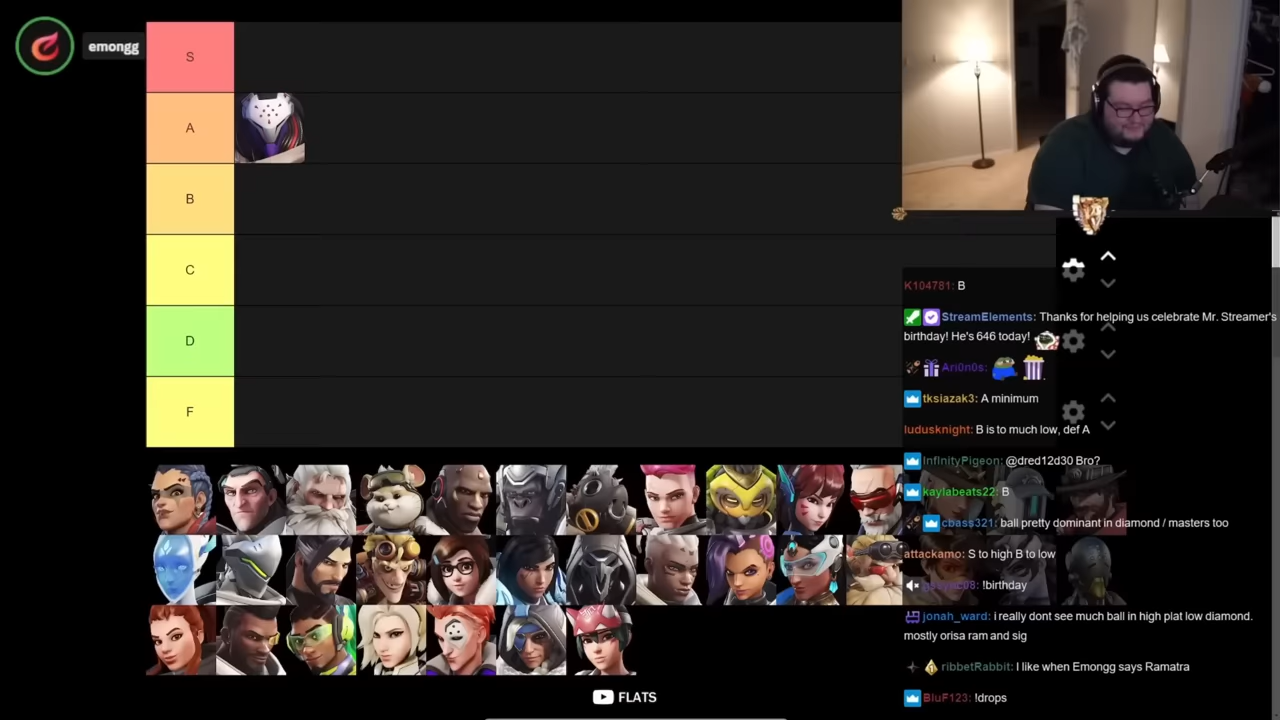 emongg
S
A
B
C
D
F
K104781: B
StreamElements: Thanks for helping us celebrate Mr. Streamer's
birthday! He's 646 today!
Ari0n0s:
tksiazak3: A minimum
ludusknight: B is to much low, def A
InfinityPigeon: @dred12d30 Bro?
kaylabeats22: B
cbass321: ball pretty dominant in diamond / masters too
attackamo: S to high B to low
!birthday
jonah_ward: i really dont see much ball in high plat low diamond.
mostly orisa ram and sig
ribbetRabbit: I like when Emongg says Ramatra
BluF123: !drops
FLATS